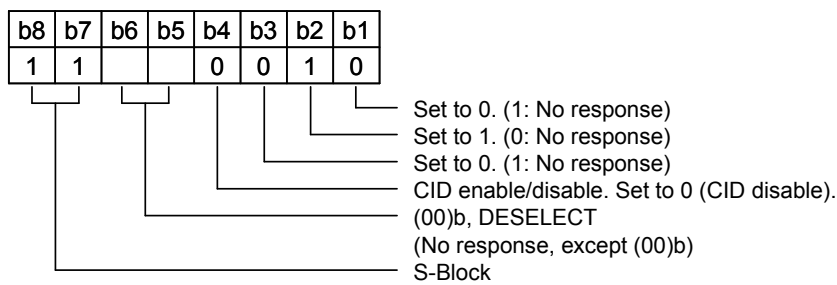 b8 b7 b6 b5 b4 b3 b2 b1
1 1 0 0 1 0
Set to 0. (1: No response)
Set to 1. (0: No response)
Set to 0. (1: No response)
CID enable/disable. Set to 0 (CID disable).
(00)b, DESELECT
(No response, except (00)b)
S-Block